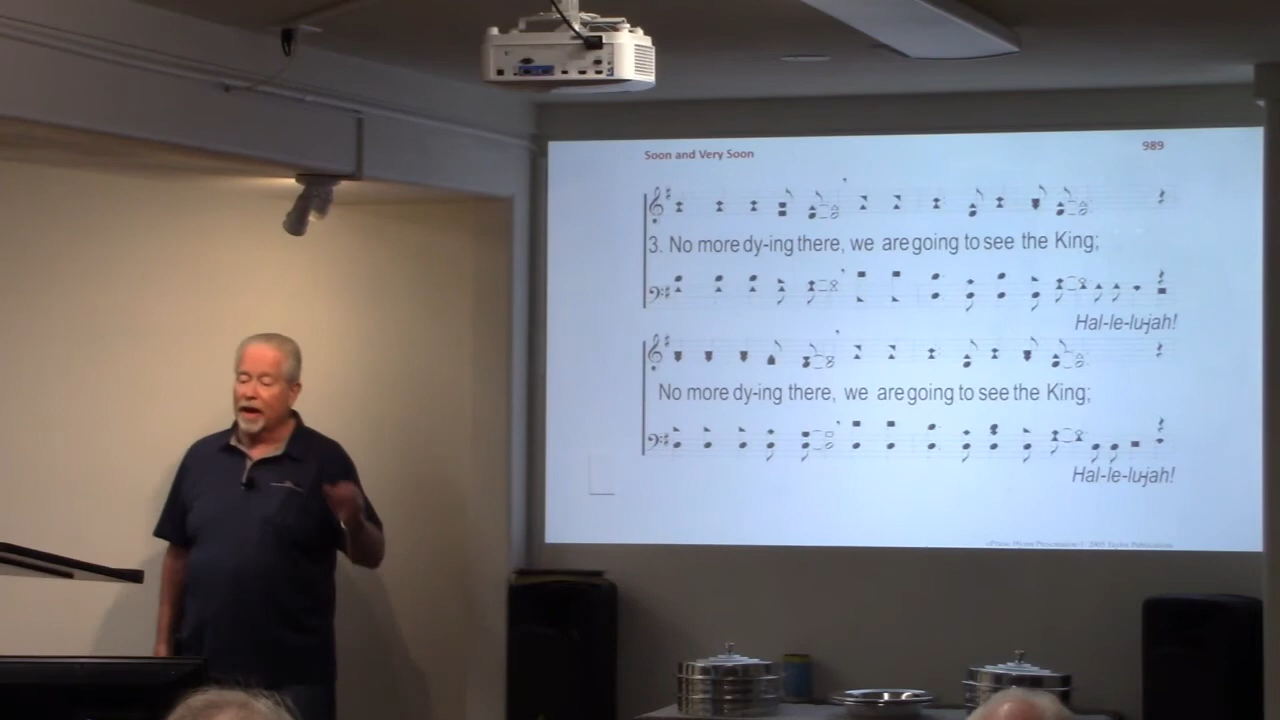 Soon and Very Soon 989
3. No more dy-ing there, we are going to see the King;
Hal-le-lu-jah!
No more dy-ing there, we are going to see the King;
Hal-le-lu-jah!